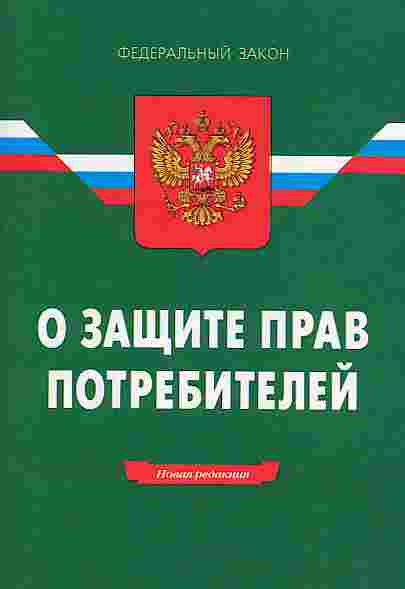 ФЕДЕРАЛЬНЫЙ ЗАКОН
О ЗАЩИТЕ ПРАВ
ПОТРЕБИТЕЛЕЙ
Новая редакция